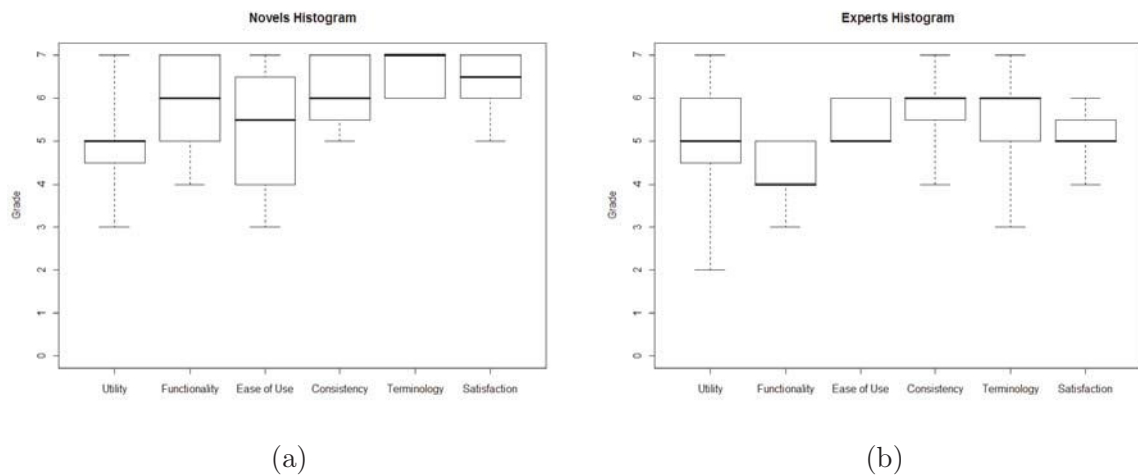 Novels Histogram
Grade
7
6
5
4
3
2
1
0
Utility Functionality Ease of Use Consistency Terminology Satisfaction
(a)
Experts Histogram
Grade
7
6
5
4
3
2
1
0
Utility Functionality Ease of Use Consistency Terminology Satisfaction
(b)